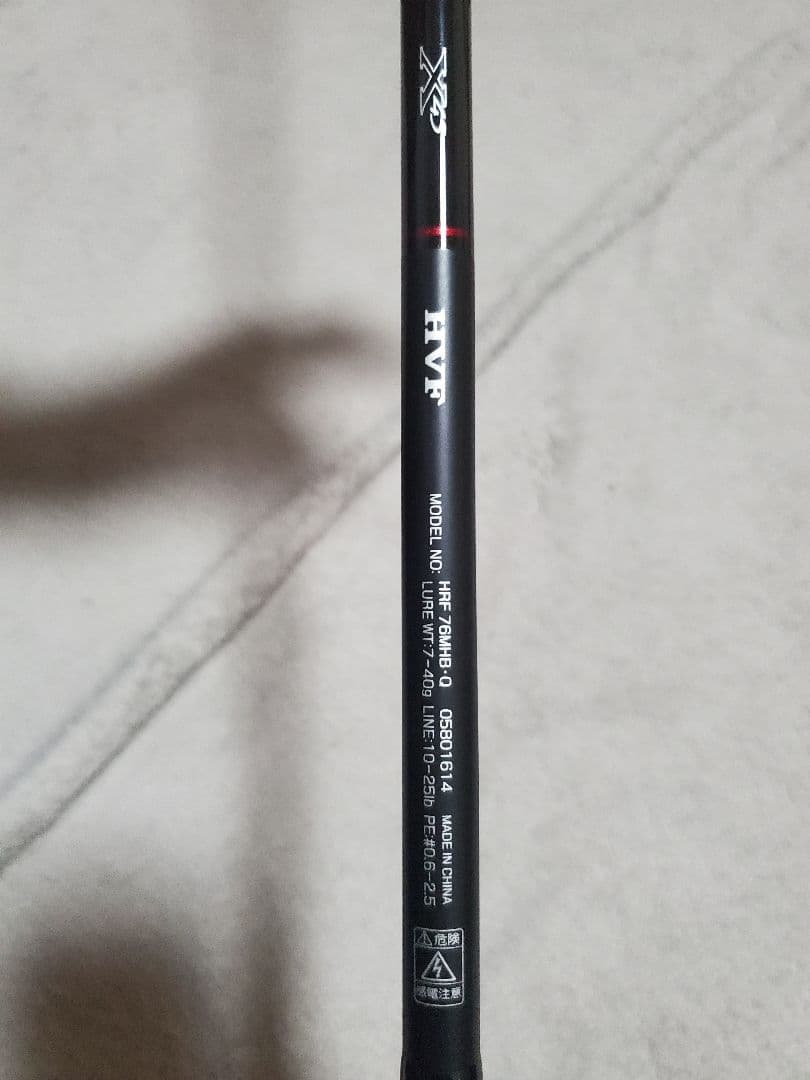 X45
HVF
MODEL NO: HRF 76MHB・Q 05801614 MADE IN CHINA
LURE WT:7-40g LINE:10-25lb PE:#0.6-2.5
危険
感電注意